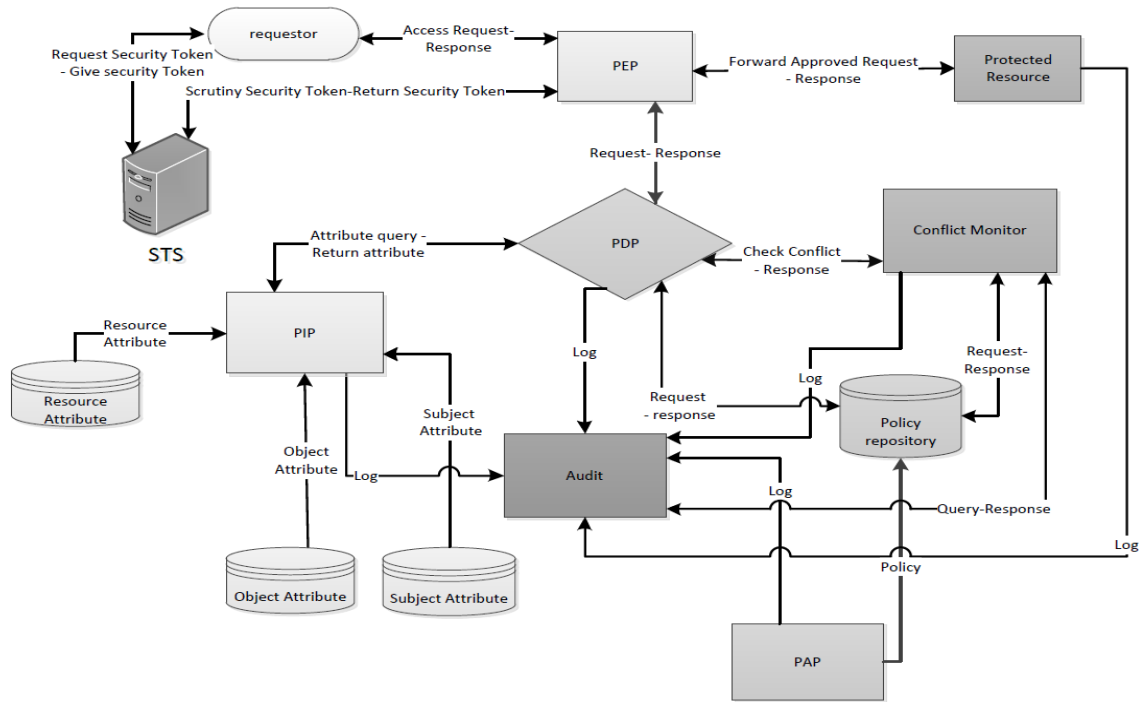 requestor
Access Request-
Response
Request Security Token
- Give security Token
PEP
Forward Approved Request
- Response
Protected
Resource
Scrutiny Security Token-Return Security Token
Request- Response
STS
PDP
Conflict Monitor
Attribute query -
Return attribute
Check Conflict
- Response
PIP
Resource
Attribute
Resource
Attribute
Log
Log
Request-
Response
Request
- response
Policy
repository
Subject
Attribute
Object
Attribute
Log
Audit
Log
Query-Response
Log
Policy
Object Attribute
Subject Attribute
PAP